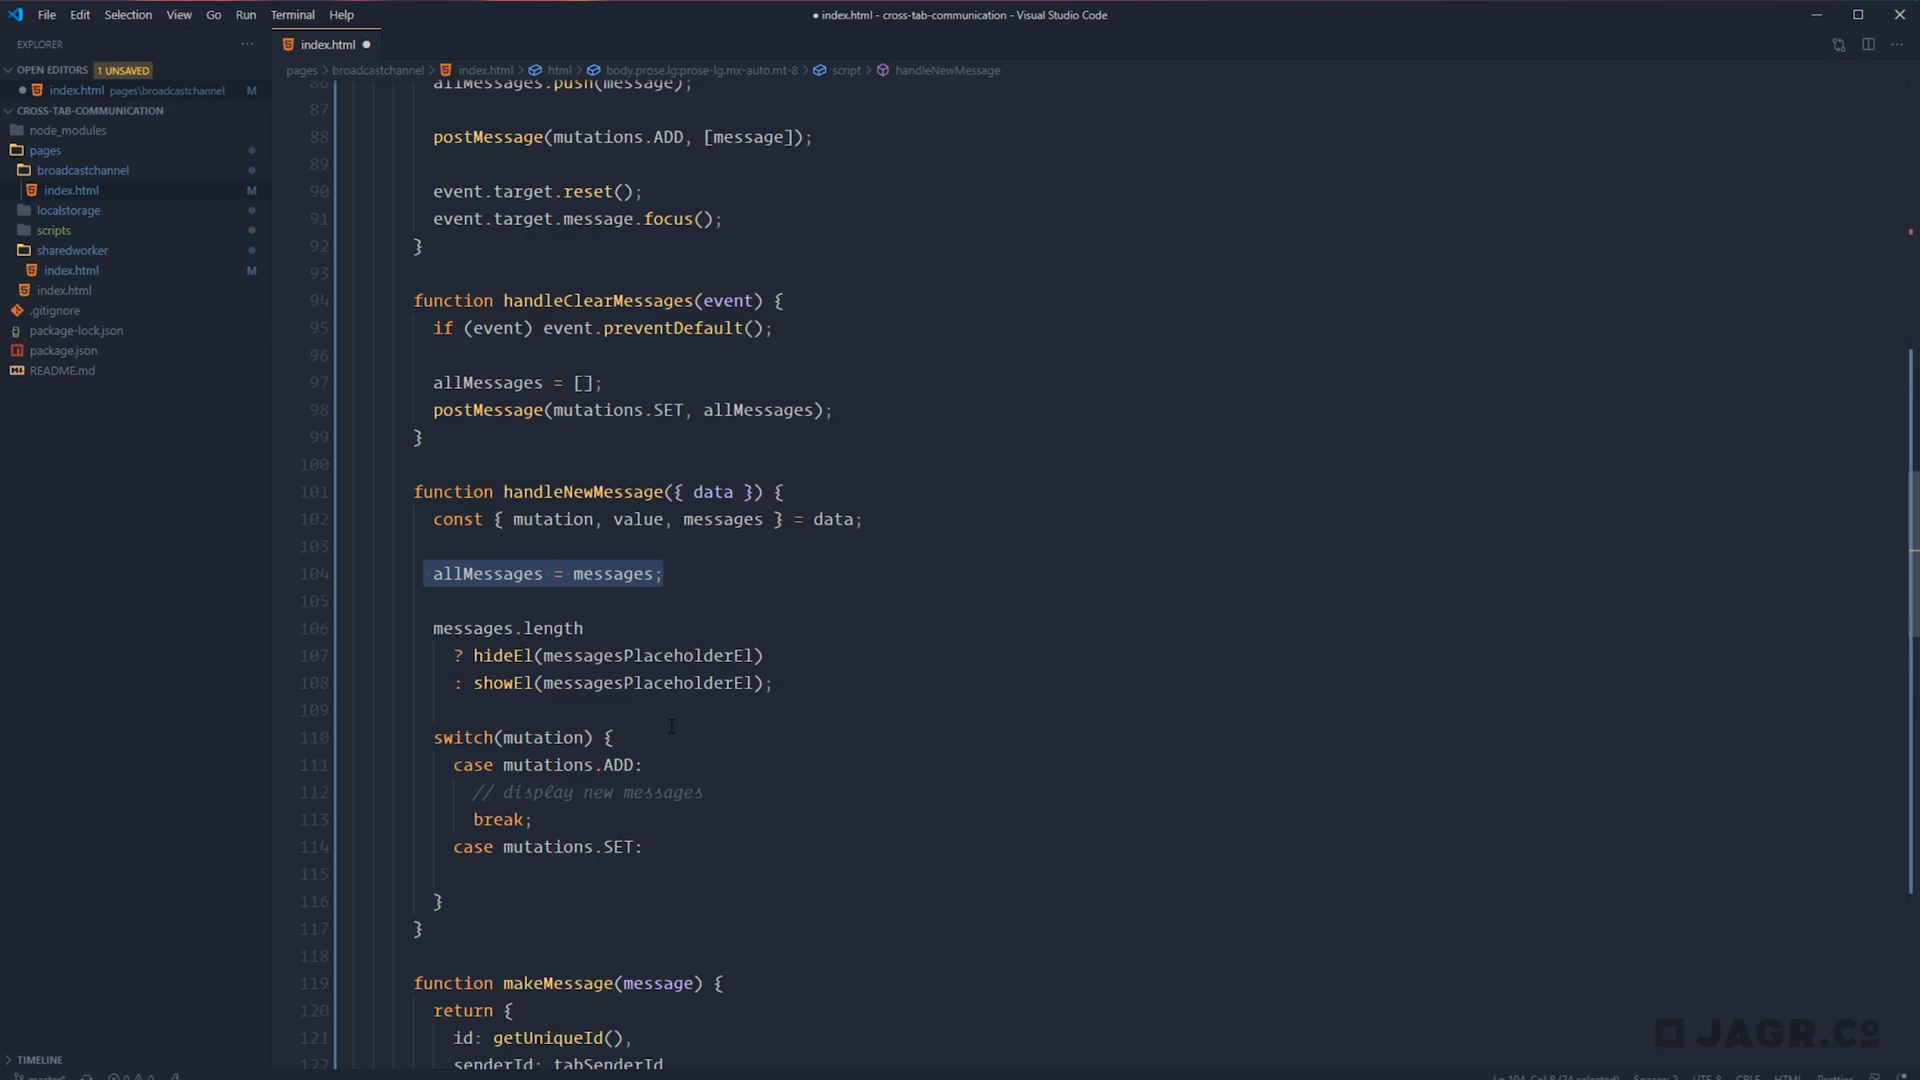 File Edit Selection View Go Run Terminal Help
● index.html - cross-tab-communication - Visual Studio Code
EXPLORER
index.html
OPEN EDITORS 1 UNSAVED
index.html pages\broadcastchannel M
CROSS-TAB-COMMUNICATION
node_modules
pages
broadcastchannel
index.html M
localstorage
scripts
sharedworker
index.html M
index.html
.gitignore
package-lock.json
package.json
README.md
TIMELINE
pages > broadcastchannel > index.html > html > body.prose.lg:prose-lg.mx-auto.mt-8 > script > handleNewMessage
86 allMessages.push(message);
87
88 postMessage(mutations.ADD, [message]);
89
90 event.target.reset();
91 event.target.message.focus();
92 }
93
94 function handleClearMessages(event) {
95 if (event) event.preventDefault();
96
97 allMessages = [];
98 postMessage(mutations.SET, allMessages);
99 }
100
101 function handleNewMessage({ data }) {
102 const { mutation, value, messages } = data;
103
104 allMessages = messages;
105
106 messages.length
107 ? hideEl(messagesPlaceholderEl)
108 : showEl(messagesPlaceholderEl);
109
110 switch(mutation) {
111 case mutations.ADD:
112 // display new messages
113 break;
114 case mutations.SET:
115
116 }
117 }
118
119 function makeMessage(message) {
120 return {
121 id: getUniqueId(),
122 senderId: tabSenderId
JAGR.CO